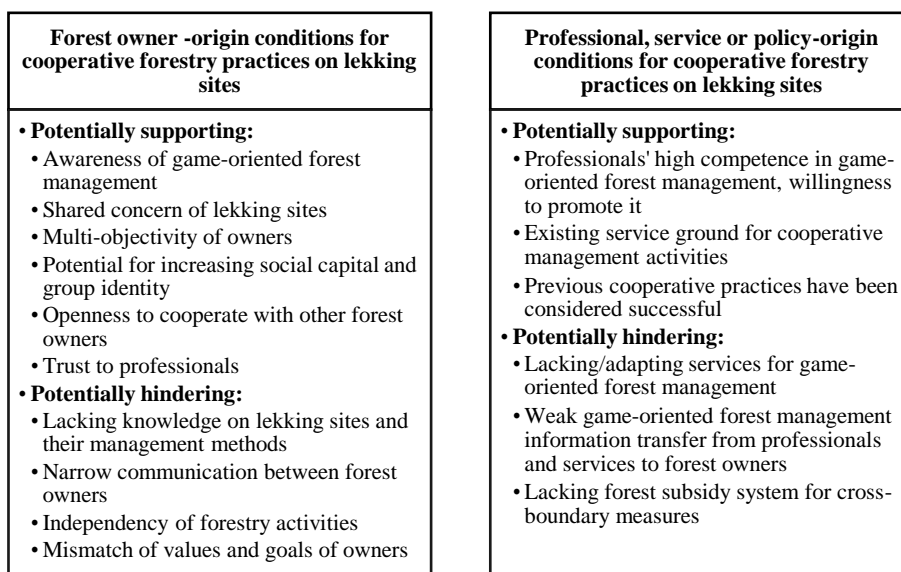 Forest owner -origin conditions for
cooperative forestry practices on lekking
sites
• Potentially supporting:
• Awareness of game-oriented forest
management
• Shared concern of lekking sites
• Multi-objectivity of owners
• Potential for increasing social capital and
group identity
• Openness to cooperate with other forest
owners
• Trust to professionals
• Potentially hindering:
• Lacking knowledge on lekking sites and
their management methods
• Narrow communication between forest
owners
• Independency of forestry activities
• Mismatch of values and goals of owners
Professional, service or policy-origin
conditions for cooperative forestry
practices on lekking sites
• Potentially supporting:
• Professionals' high competence in game-
oriented forest management, willingness
to promote it
• Existing service ground for cooperative
management activities
• Previous cooperative practices have been
considered successful
• Potentially hindering:
• Lacking/adapting services for game-
oriented forest management
• Weak game-oriented forest management
information transfer from professionals
and services to forest owners
• Lacking forest subsidy system for cross-
boundary measures